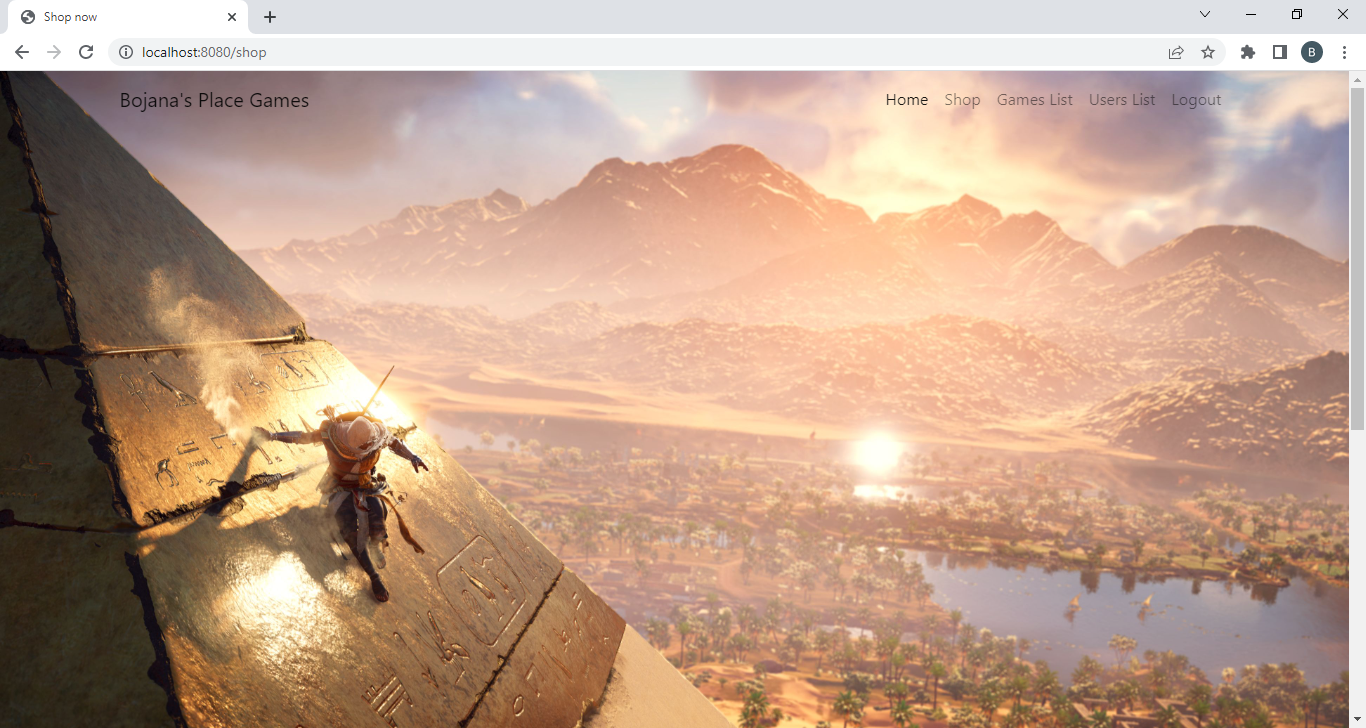 Shop now
localhost:8080/shop
B
Bojana's Place Games
Home Shop Games List Users List Logout